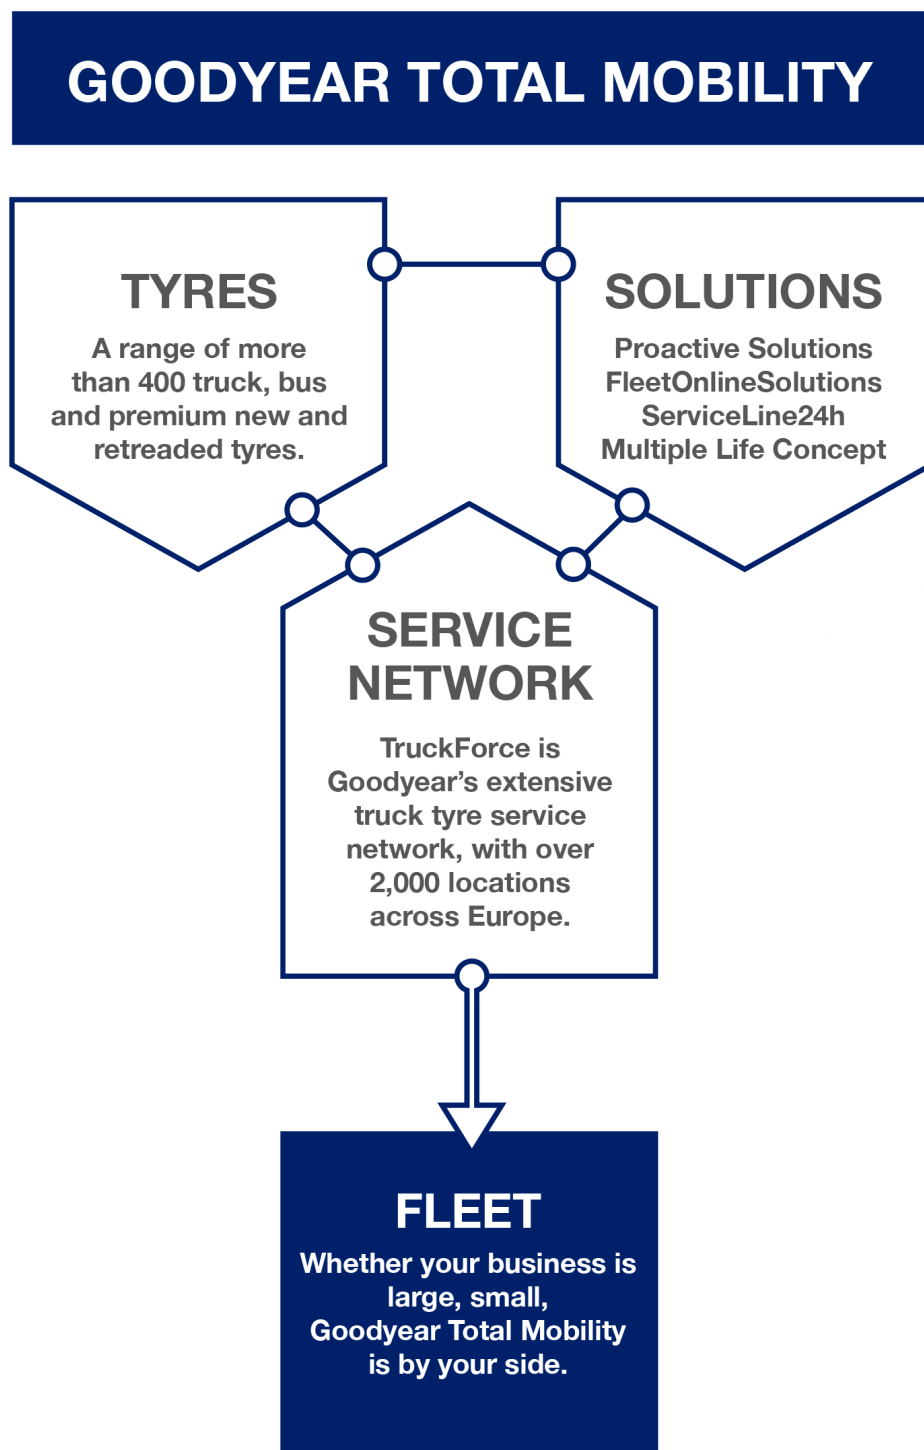 GOODYEAR TOTAL MOBILITY
TYRES
A range of more
than 400 truck, bus
and premium new and
retreaded tyres.
SOLUTIONS
Proactive Solutions
FleetOnlineSolutions
ServiceLine24h
Multiple Life Concept
SERVICE
NETWORK
TruckForce is
Goodyear’s extensive
truck tyre service
network, with over
2,000 locations
across Europe.
FLEET
Whether your business is
large, small,
Goodyear Total Mobility
is by your side.